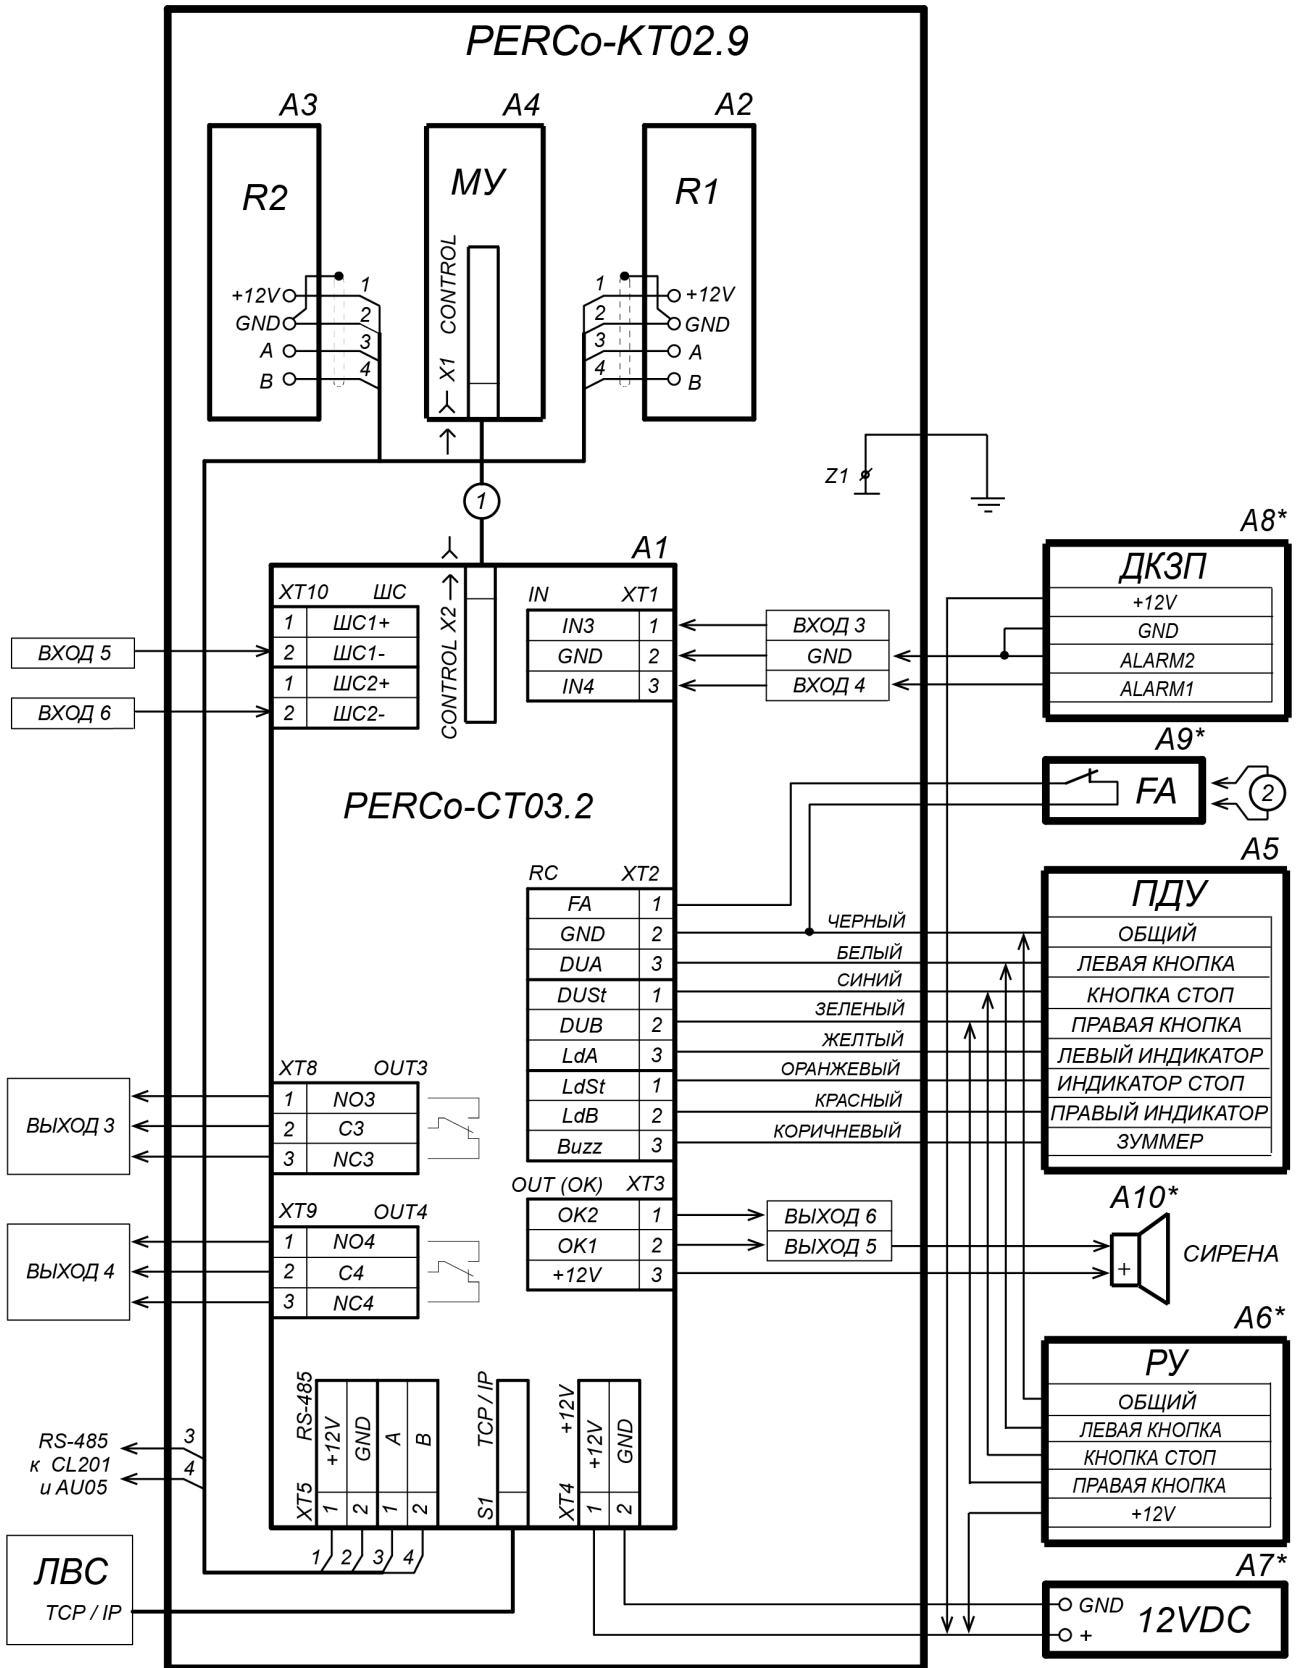 PERCo-KT02.9
A3
A4
A2
R2
МУ
R1
X1 CONTROL
+12V
GND
A
B
1
2
3
4
1
2
3
4
+12V
GND
A
B
Z1
1
A1
CONTROL X2
XT10 ШС
1 ШС1+
2 ШС1-
1 ШС2+
2 ШС2-
ВХОД 5
ВХОД 6
IN XT1
IN3 1
GND 2
IN4 3
ВХОД 3
GND
ВХОД 4
A8*
ДКЗП
+12V
GND
ALARM2
ALARM1
A9*
FA
2
PERCo-CT03.2
RC XT2
FA 1
GND 2
DUA 3
DUSt 1
DUB 2
LdA 3
LdSt 1
LdB 2
Buzz 3
ЧЕРНЫЙ
БЕЛЫЙ
СИНИЙ
ЗЕЛЕНЫЙ
ЖЕЛТЫЙ
ОРАНЖЕВЫЙ
КРАСНЫЙ
КОРИЧНЕВЫЙ
A5
ПДУ
ОБЩИЙ
ЛЕВАЯ КНОПКА
КНОПКА СТОП
ПРАВАЯ КНОПКА
ЛЕВЫЙ ИНДИКАТОР
ИНДИКАТОР СТОП
ПРАВЫЙ ИНДИКАТОР
ЗУММЕР
XT8 OUT3
1 NO3
2 C3
3 NC3
ВЫХОД 3
XT9 OUT4
1 NO4
2 C4
3 NC4
ВЫХОД 4
OUT (OK) XT3
OK2 1
OK1 2
+12V 3
ВЫХОД 6
ВЫХОД 5
A10*
+
СИРЕНА
A6*
РУ
ОБЩИЙ
ЛЕВАЯ КНОПКА
КНОПКА СТОП
ПРАВАЯ КНОПКА
+12V
XT5 RS-485
1 +12V
2 GND
1 A
2 B
S1 TCP / IP
XT4 +12V
1 +12V
2 GND
RS-485
к CL201
и AU05
3
4
1
2
3
4
ЛВС
TCP / IP
A7*
GND
+
12VDC